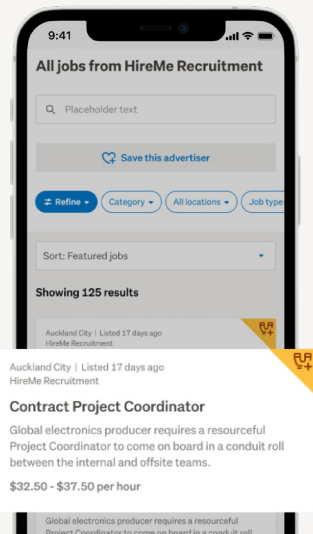 9:41
All jobs from HireMe Recruitment
Placeholder text
Save this advertiser
Refine
Category
All locations
Job type
Sort: Featured jobs
Showing 125 results
Auckland City | Listed 17 days ago
HireMe Recruitment
Auckland City | Listed 17 days ago
HireMe Recruitment
Contract Project Coordinator
Global electronics producer requires a resourceful
Project Coordinator to come on board in a conduit roll
between the internal and offsite teams.
$32.50 - $37.50 per hour
Global electronics producer requires a resourceful
Project Coordinator to come on board in a conduit roll